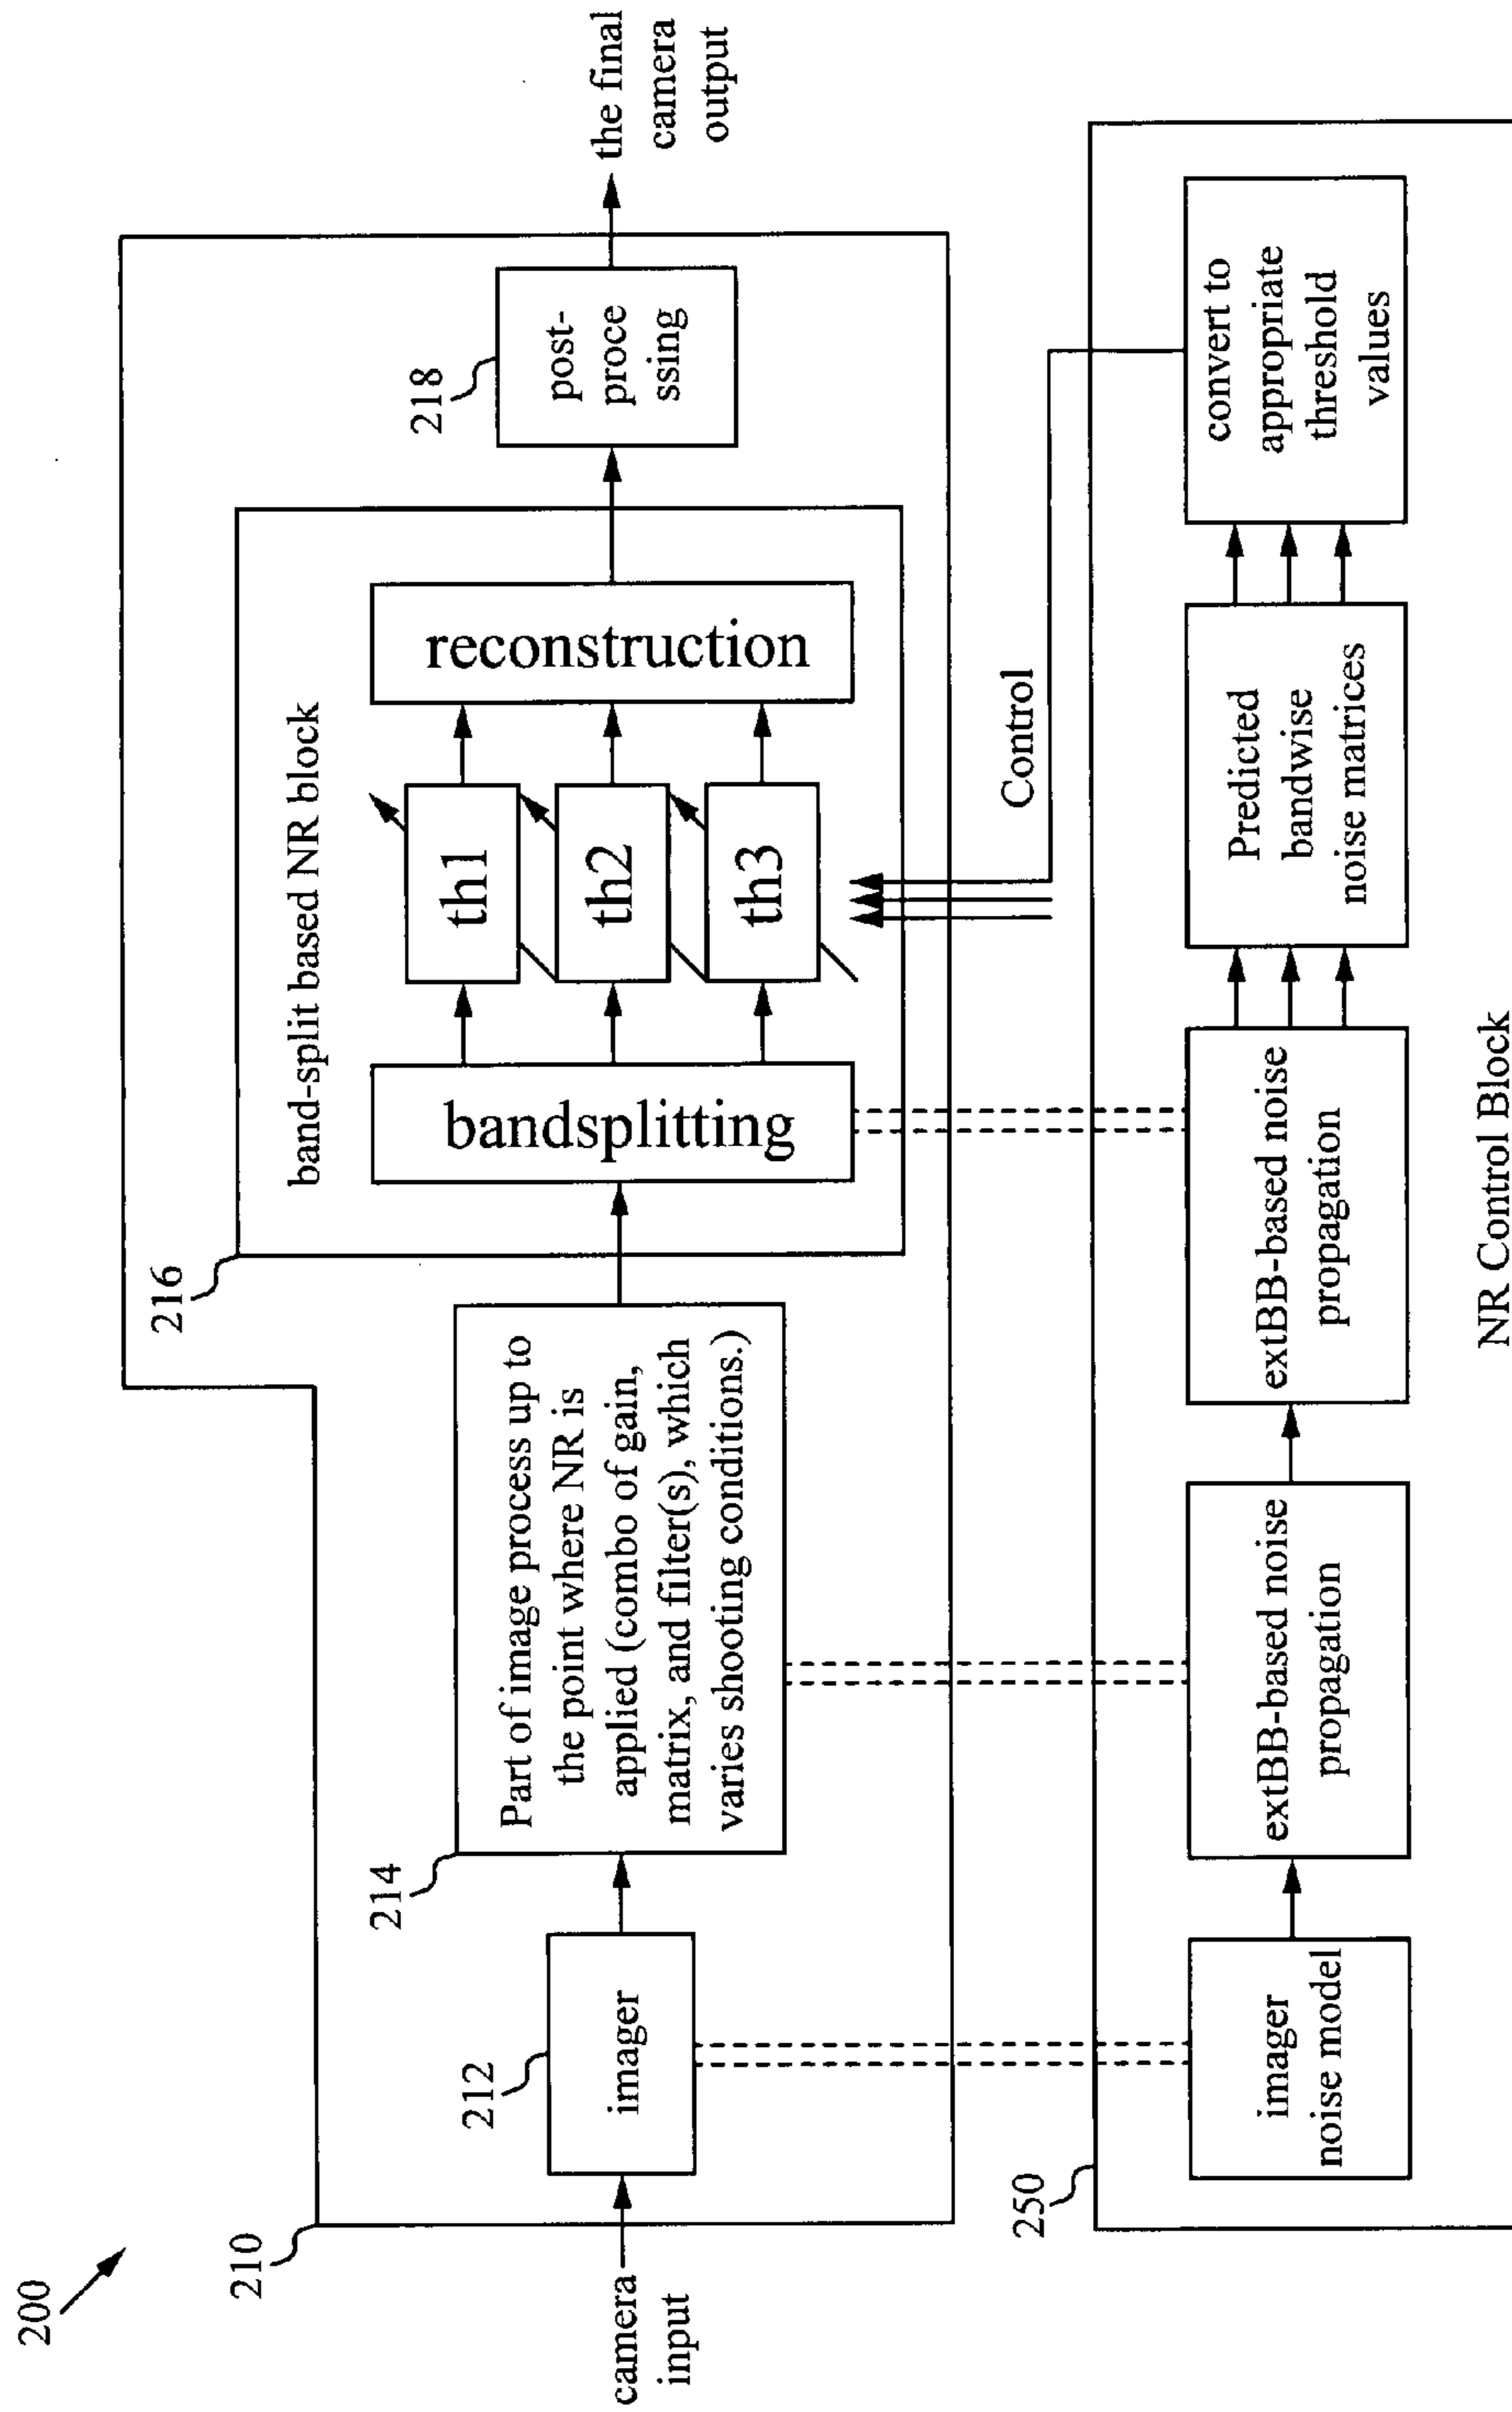 200
210
camera
input
212
imager
214
Part of image process up to
the point where NR is
applied (combo of gain,
matrix, and filter(s), which
varies shooting conditions.)
216
band-split based NR block
bandsplitting
th1
th2
th3
reconstruction
218
post-
proce
ssing
the final
camera
output
Control
250
imager
noise model
extBB-based noise
propagation
extBB-based noise
propagation
Predicted
bandwise
noise matrices
convert to
appropriate
threshold
values
NR Control Block